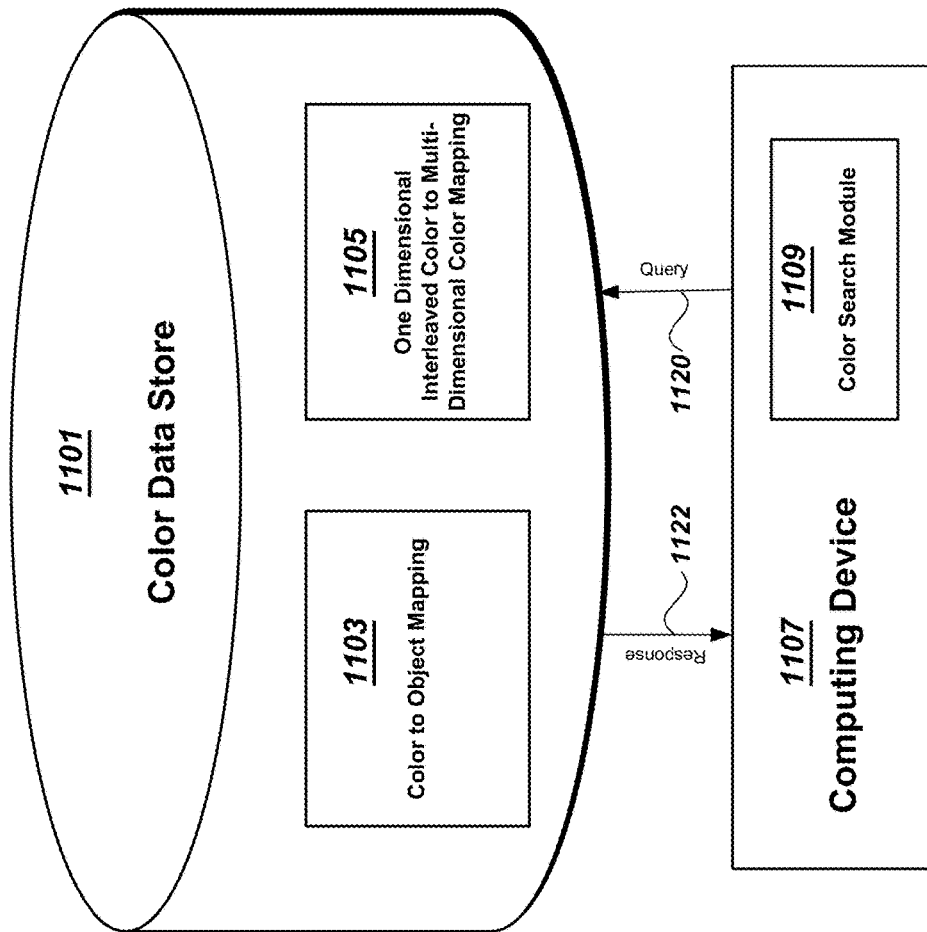 1101
Color Data Store
1103
Color to Object Mapping
1105
One Dimensional
Interleaved Color to Multi-
Dimensional Color Mapping
Response
1122
Query
1120
1107
Computing Device
1109
Color Search Module